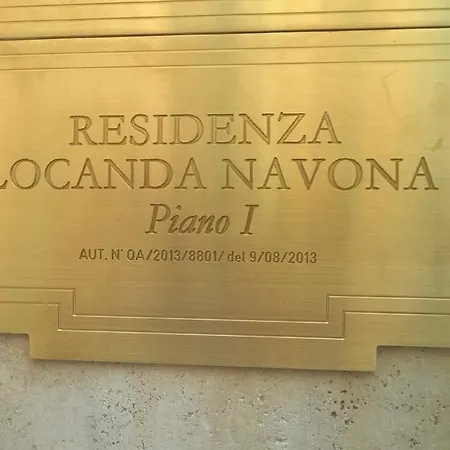 RESIDENZA
LOCANDA NAVONA
Piano I
AUT. N° QA/2013/8801/ del 9/08/2013